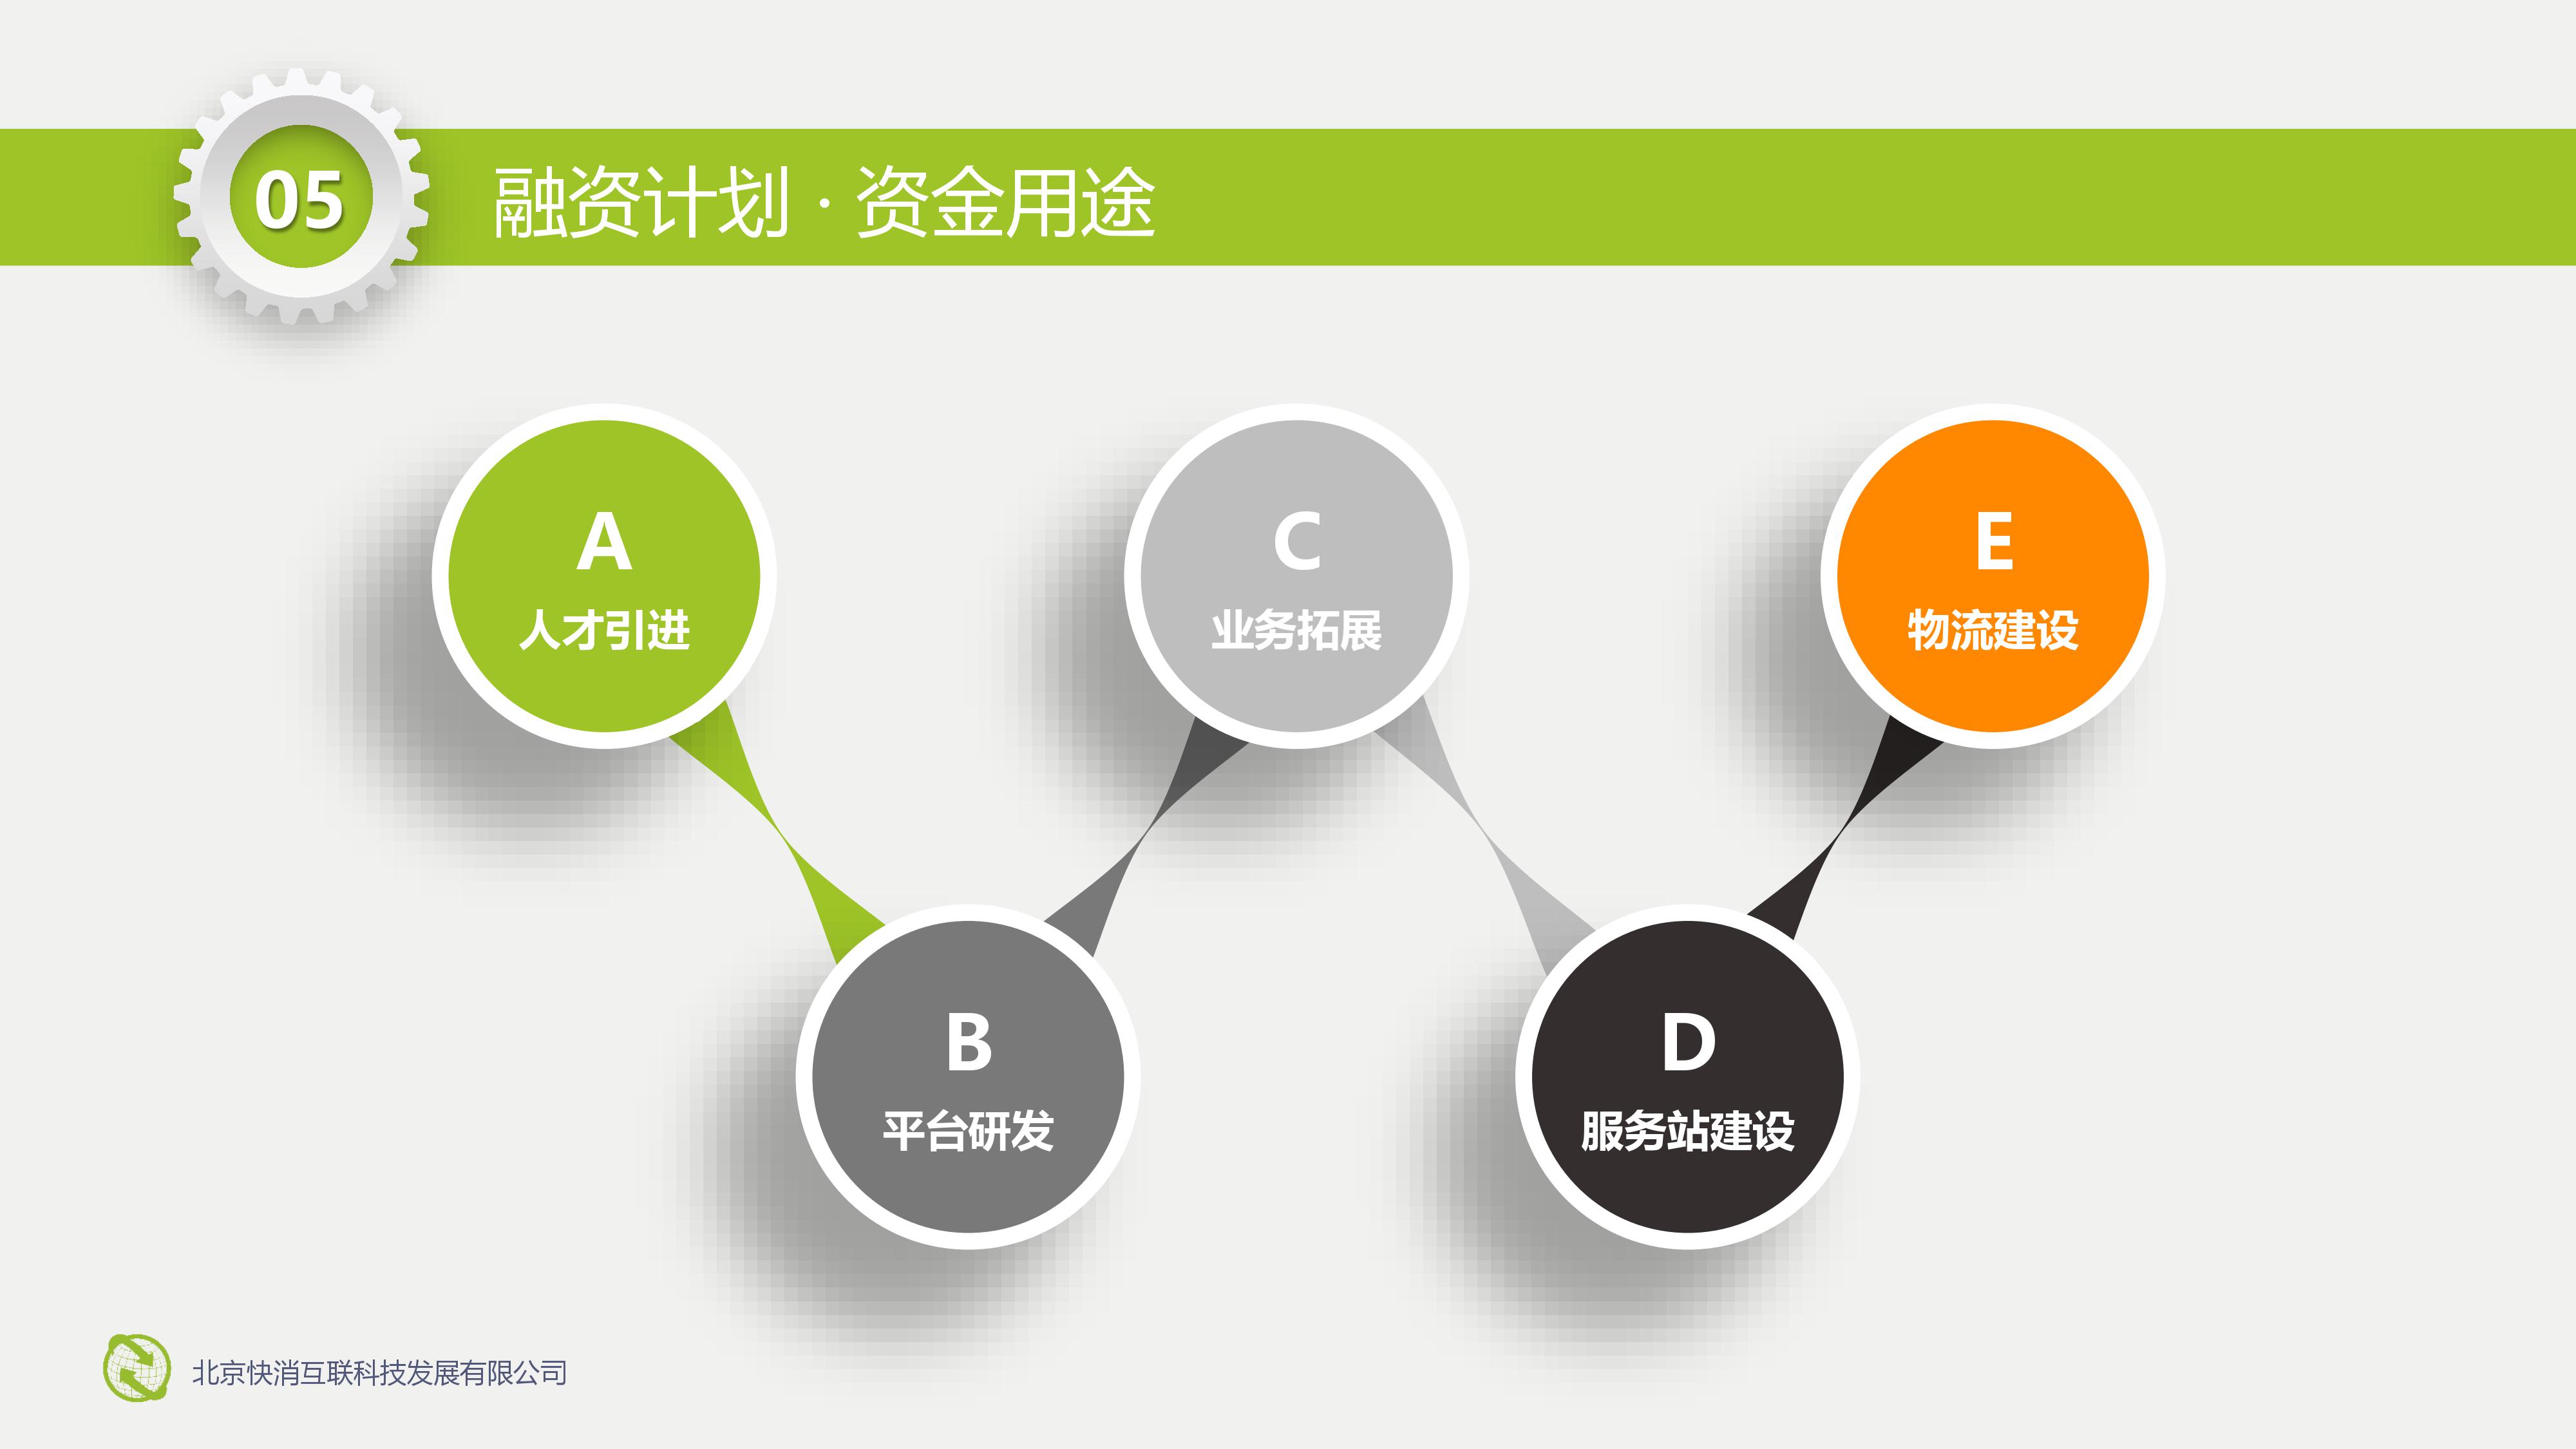 05
融资计划 · 资金用途
A
人才引进
B
平台研发
C
业务拓展
D
服务站建设
E
物流建设
北京快消互联科技发展有限公司